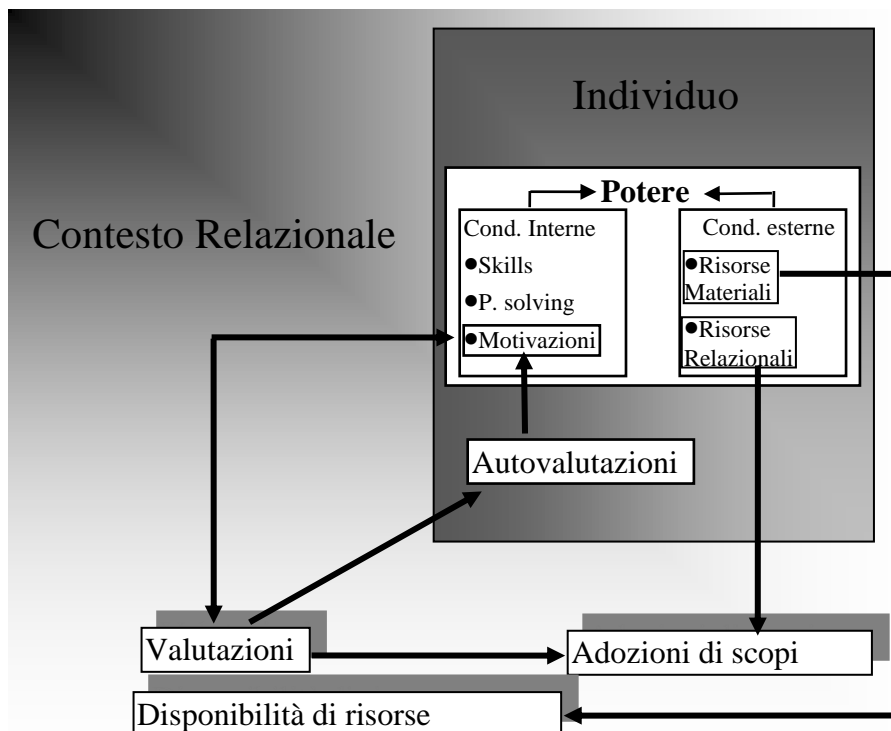 Individuo
Contesto Relazionale
Potere
Cond. Interne
●Skills
●P. solving
●Motivazioni
Cond. esterne
●Risorse
Materiali
●Risorse
Relazionali
Autovalutazioni
Valutazioni
Adozioni di scopi
Disponibilità di risorse